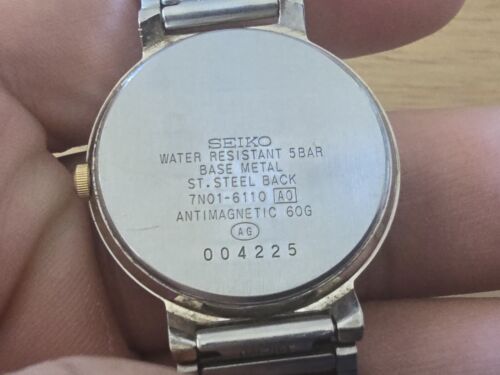 SEIKO
WATER RESISTANT 5BAR
BASE METAL
ST.STEEL BACK
7N01-6110 A0
ANTIMAGNETIC 60G
AG
004225